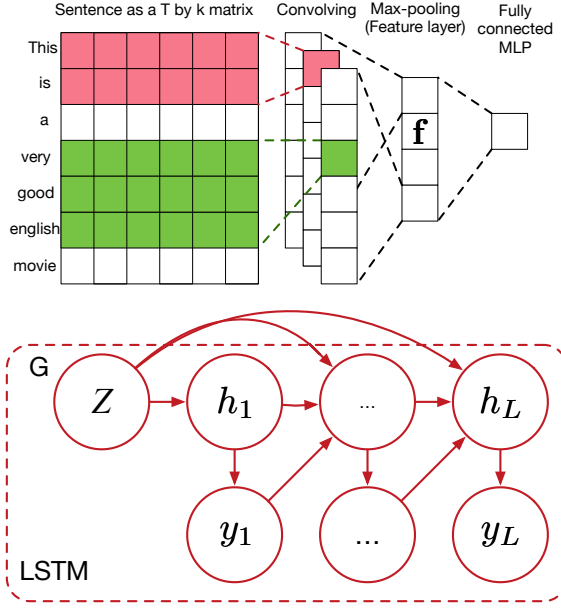 Sentence as a T by k matrix
Convolving
Max-pooling
(Feature layer)
Fully
connected
MLP
This
is
a
very
good
english
movie
f
G
Z
h1
...
hL
y1
...
yL
LSTM